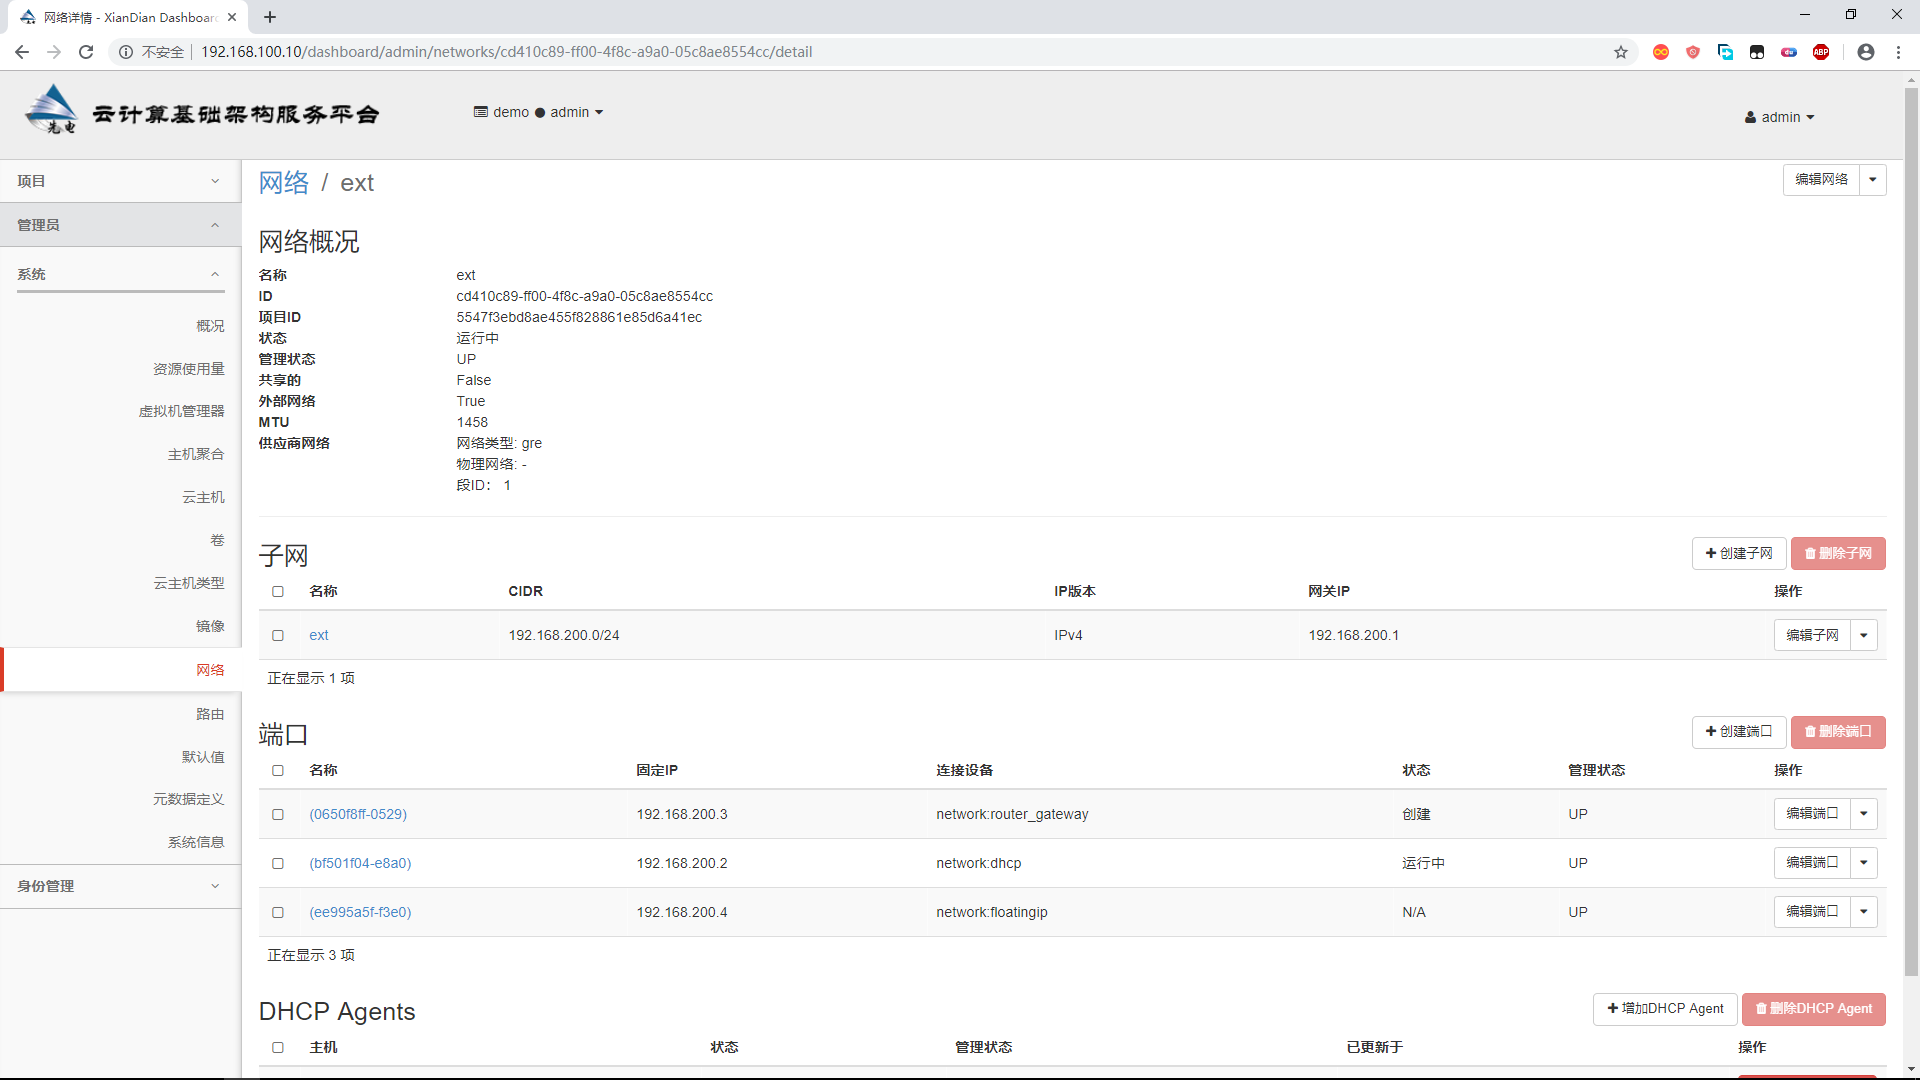 网络详情 - XianDian Dashboard
不安全 192.168.100.10/dashboard/admin/networks/cd410c89-ff00-4f8c-a9a0-05c8ae8554cc/detail
先电 云计算基础架构服务平台
demo ● admin
admin
项目
管理员
系统
概况
资源使用量
虚拟机管理器
主机聚合
云主机
卷
云主机类型
镜像
网络
路由
默认值
元数据定义
系统信息
身份管理
网络 / ext
编辑网络
网络概况
名称 ext
ID cd410c89-ff00-4f8c-a9a0-05c8ae8554cc
项目ID 5547f3ebd8ae455f828861e85d6a41ec
状态 运行中
管理状态 UP
共享的 False
外部网络 True
MTU 1458
供应商网络 网络类型: gre
物理网络: -
段ID: 1
子网
创建子网 删除子网
名称 CIDR IP版本 网关IP 操作
ext 192.168.200.0/24 IPv4 192.168.200.1 编辑子网
正在显示 1 项
端口
创建端口 删除端口
名称 固定IP 连接设备 状态 管理状态 操作
(0650f8ff-0529) 192.168.200.3 network:router_gateway 创建 UP 编辑端口
(bf501f04-e8a0) 192.168.200.2 network:dhcp 运行中 UP 编辑端口
(ee995a5f-f3e0) 192.168.200.4 network:floatingip N/A UP 编辑端口
正在显示 3 项
DHCP Agents
增加DHCP Agent 删除DHCP Agent
主机 状态 管理状态 已更新于 操作